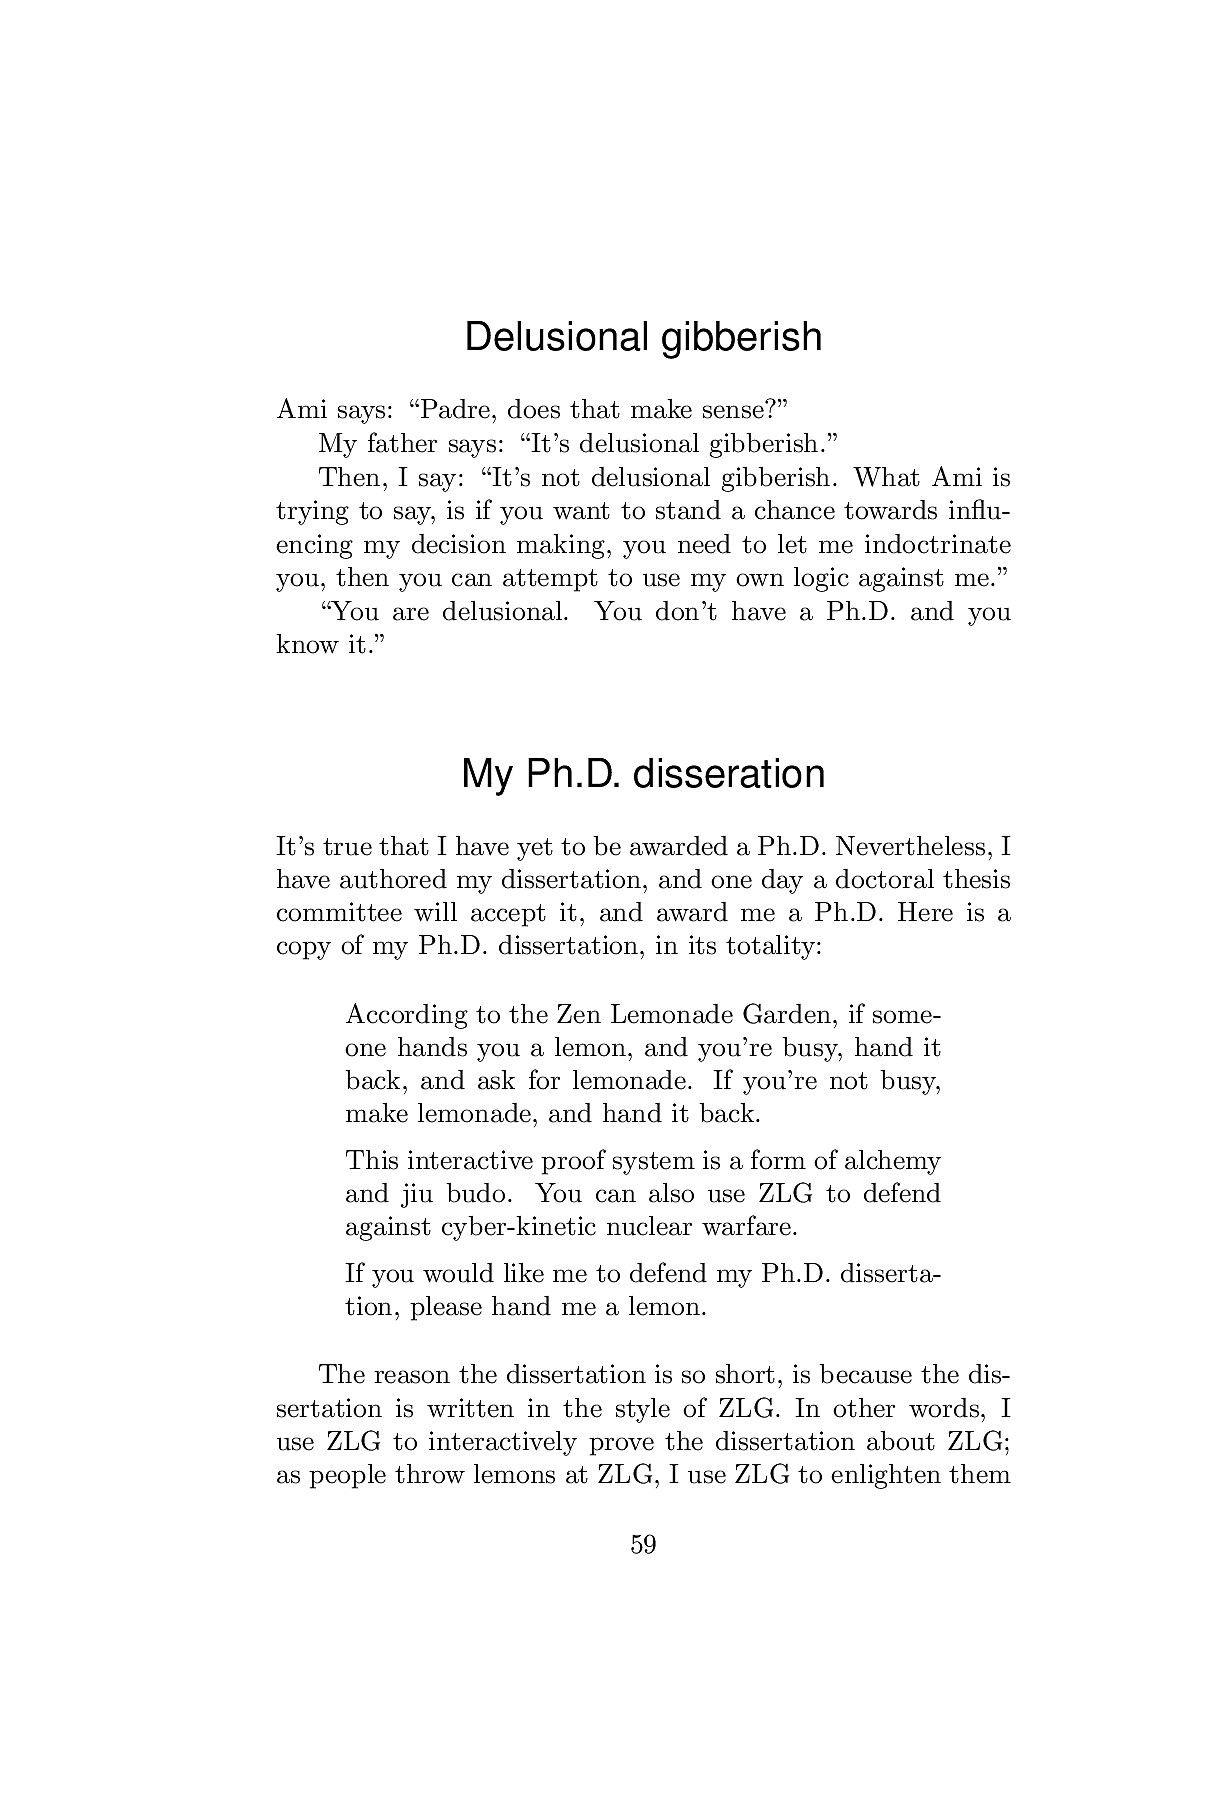 Delusional gibberish
Ami says: “Padre, does that make sense?”
My father says: “It’s delusional gibberish.”
Then, I say: “It’s not delusional gibberish. What Ami is
trying to say, is if you want to stand a chance towards influ-
encing my decision making, you need to let me indoctrinate
you, then you can attempt to use my own logic against me.”
“You are delusional. You don’t have a Ph.D. and you
know it.”
My Ph.D. disseration
It’s true that I have yet to be awarded a Ph.D. Nevertheless, I
have authored my dissertation, and one day a doctoral thesis
committee will accept it, and award me a Ph.D. Here is a
copy of my Ph.D. dissertation, in its totality:
According to the Zen Lemonade Garden, if some-
one hands you a lemon, and you’re busy, hand it
back, and ask for lemonade. If you’re not busy,
make lemonade, and hand it back.
This interactive proof system is a form of alchemy
and jiu budo. You can also use ZLG to defend
against cyber-kinetic nuclear warfare.
If you would like me to defend my Ph.D. disserta-
tion, please hand me a lemon.
The reason the dissertation is so short, is because the dis-
sertation is written in the style of ZLG. In other words, I
use ZLG to interactively prove the dissertation about ZLG;
as people throw lemons at ZLG, I use ZLG to enlighten them
59